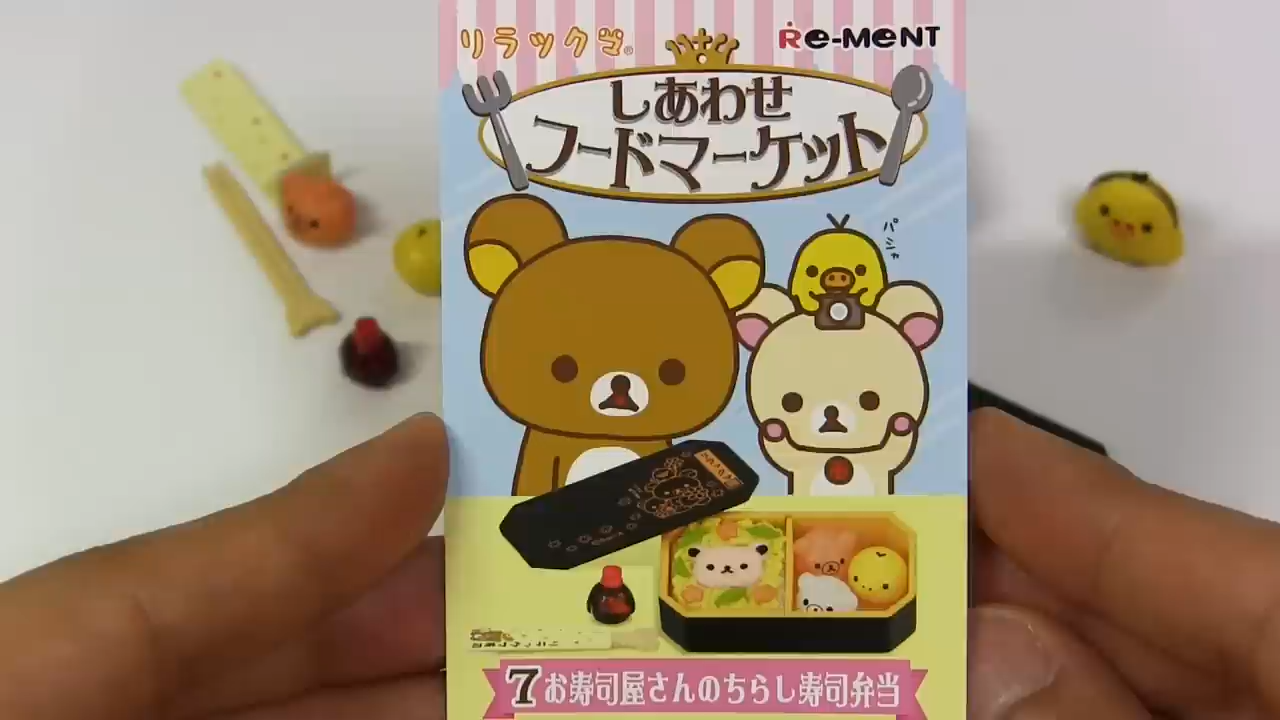 リラックマ®
Re-MeNT
しあわせ
フードマーケット
パシャ
7 お寿司屋さんのちらし寿司弁当